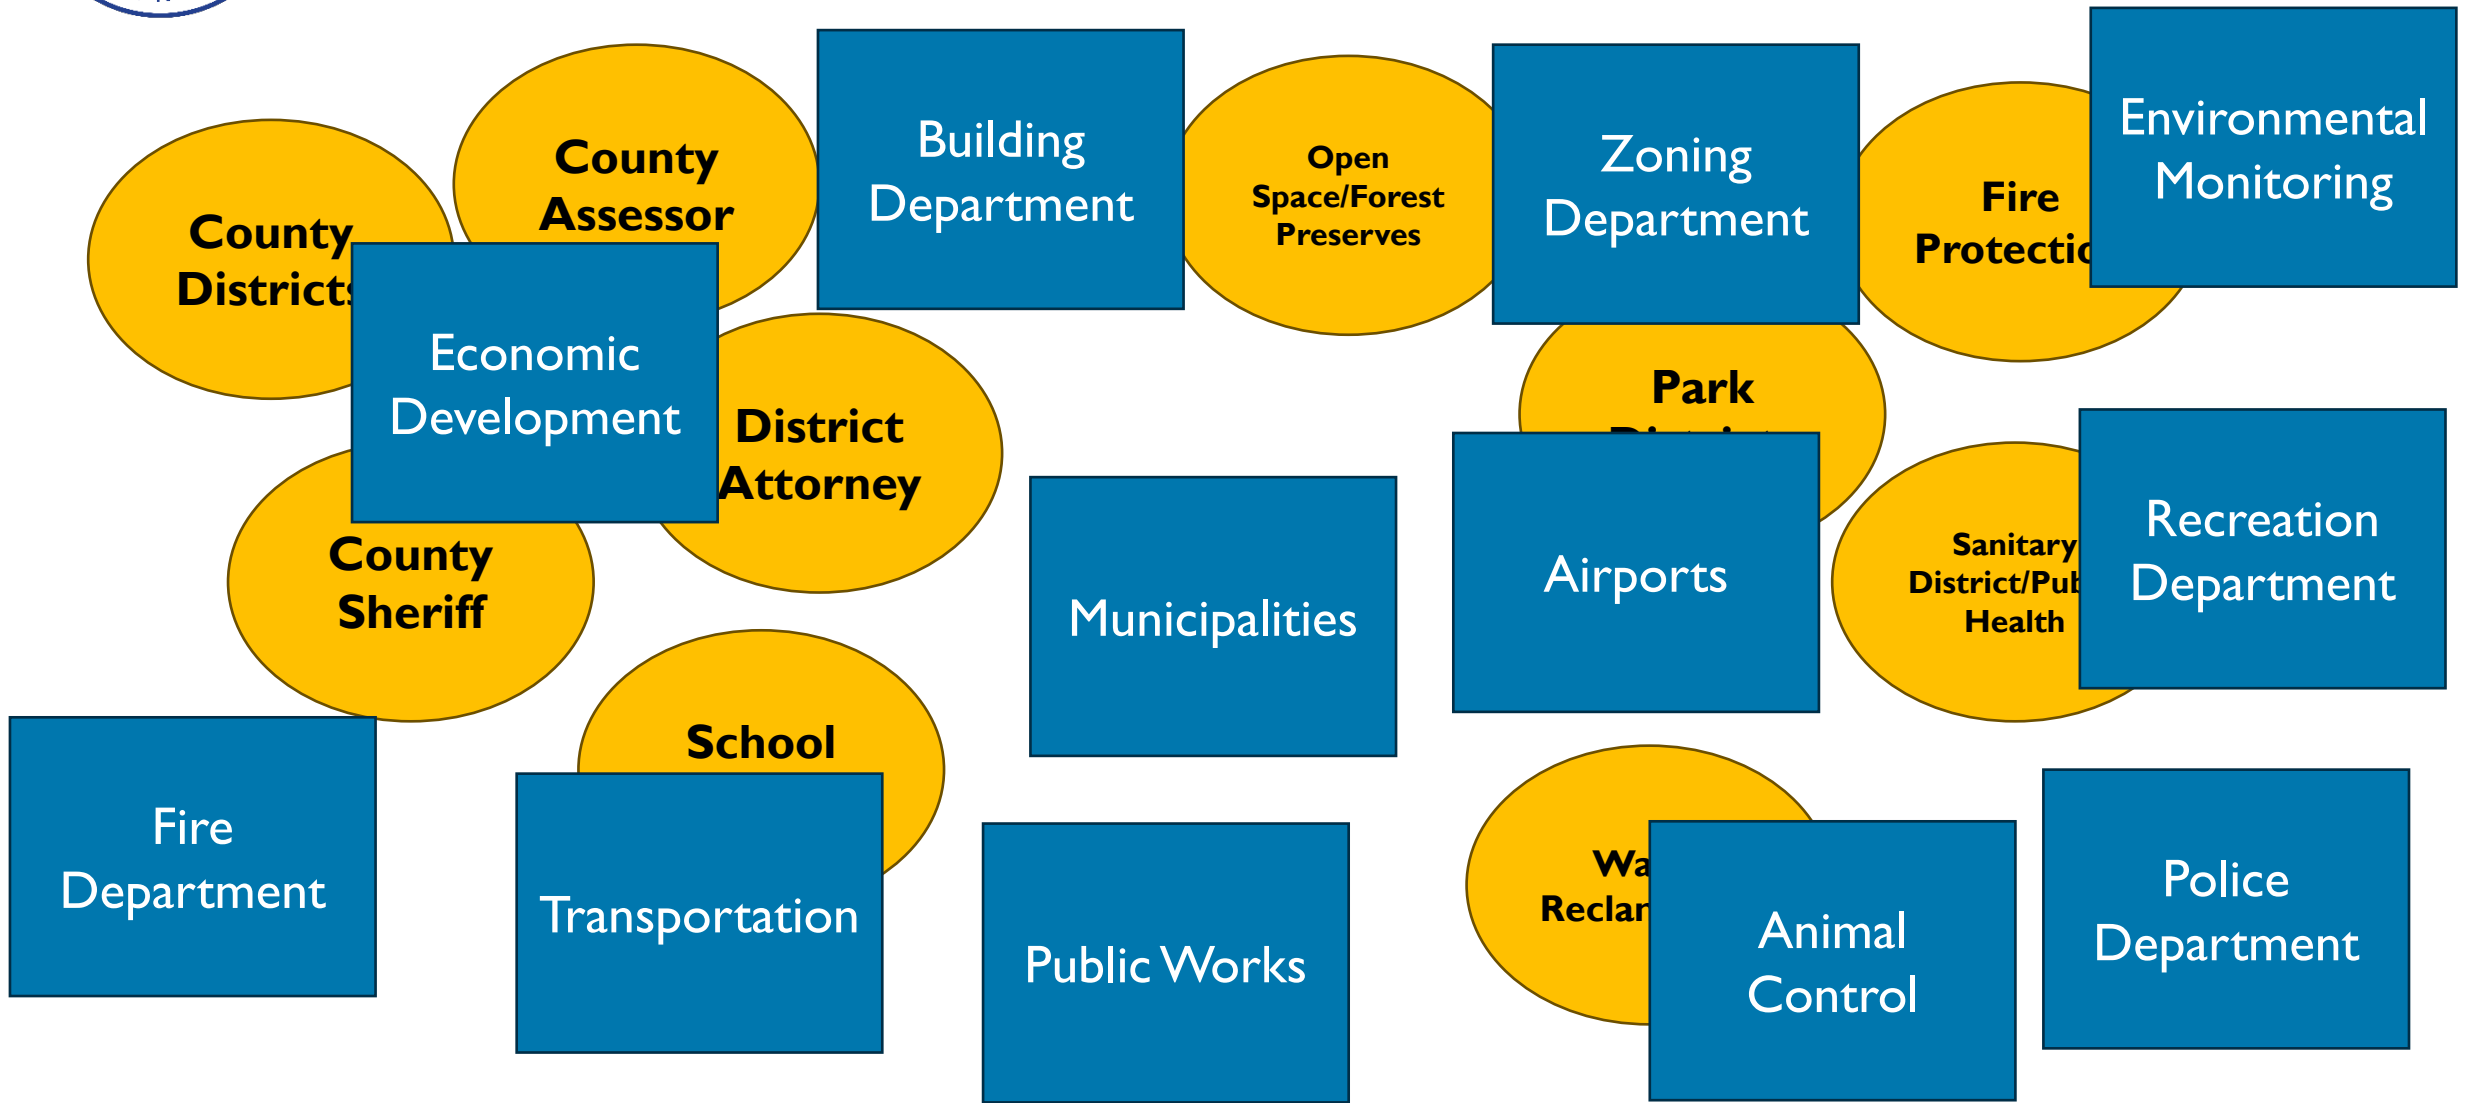 County
Districts
County
Assessor
Building
Department
Open
Space/Forest
Preserves
Zoning
Department
Fire
Environmental
Monitoring
Economic
Development
District
Attorney
Park
County
Sheriff
Municipalities
Airports
Sanitary
Health
Recreation
Department
School
Fire
Department
Transportation
Public Works
Animal
Control
Police
Department